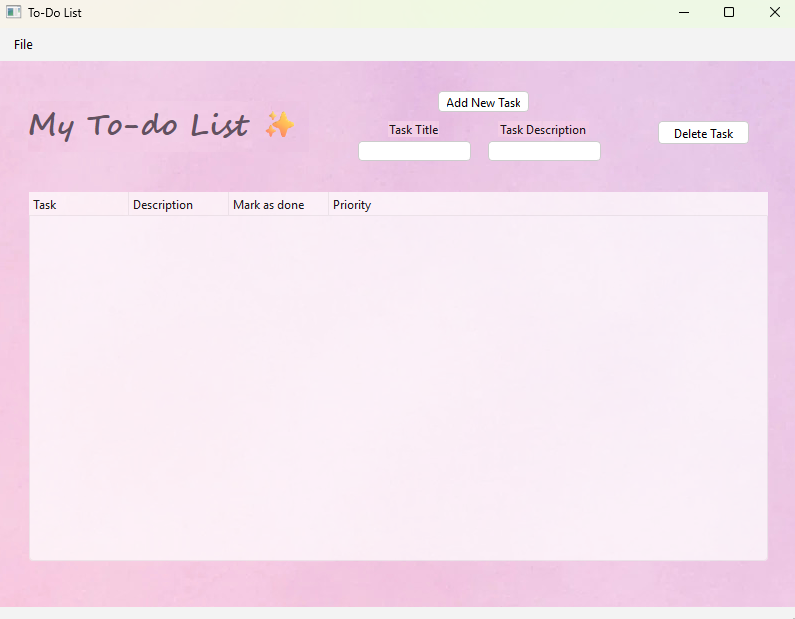 To-Do List
File
My To-do List ✨
Add New Task
Task Title Task Description
Delete Task
Task Description Mark as done Priority